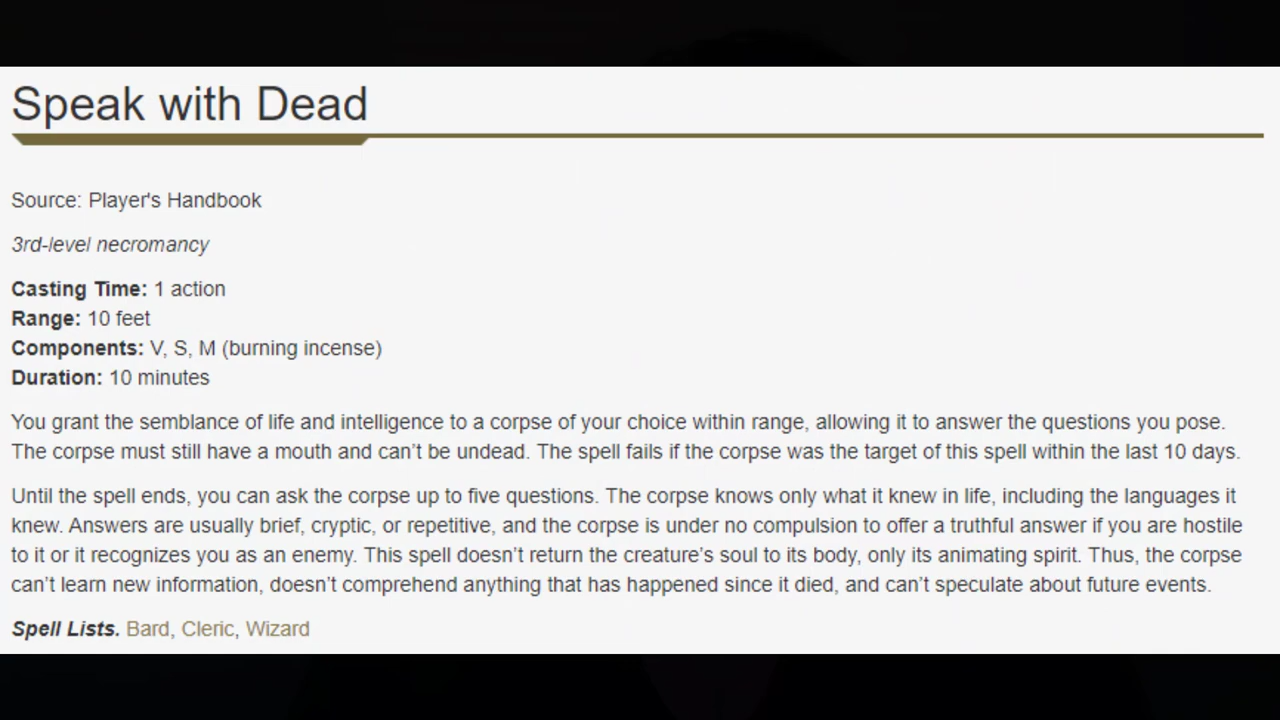 Speak with Dead
Source: Player's Handbook
3rd-level necromancy
Casting Time: 1 action
Range: 10 feet
Components: V, S, M (burning incense)
Duration: 10 minutes
You grant the semblance of life and intelligence to a corpse of your choice within range, allowing it to answer the questions you pose.
The corpse must still have a mouth and can’t be undead. The spell fails if the corpse was the target of this spell within the last 10 days.
Until the spell ends, you can ask the corpse up to five questions. The corpse knows only what it knew in life, including the languages it
knew. Answers are usually brief, cryptic, or repetitive, and the corpse is under no compulsion to offer a truthful answer if you are hostile
to it or it recognizes you as an enemy. This spell doesn’t return the creature’s soul to its body, only its animating spirit. Thus, the corpse
can’t learn new information, doesn’t comprehend anything that has happened since it died, and can’t speculate about future events.
Spell Lists. Bard, Cleric, Wizard